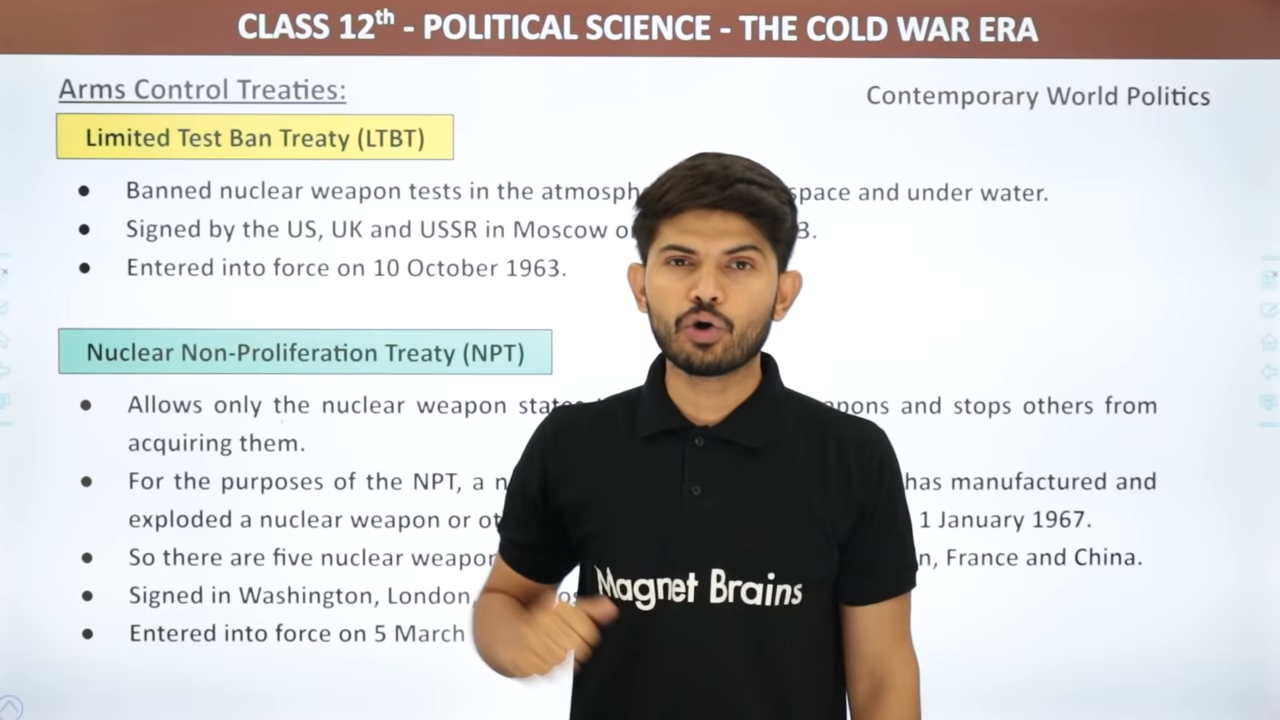 CLASS 12th - POLITICAL SCIENCE - THE COLD WAR ERA
Arms Control Treaties:
Contemporary World Politics
Limited Test Ban Treaty (LTBT)
● Banned nuclear weapon tests in the space and under water.
● Signed by the US, UK and USSR in Moscow 3.
● Entered into force on 10 October 1963.
Nuclear Non-Proliferation Treaty (NPT)
● Allows only the nuclear weapon and stops others from
acquiring them.
● For the purposes of the NPT, a has manufactured and
exploded a nuclear weapon or 1 January 1967.
● So there are five nuclear France and China.
● Signed in Washington, London
● Entered into force on 5 March
Magnet Brains